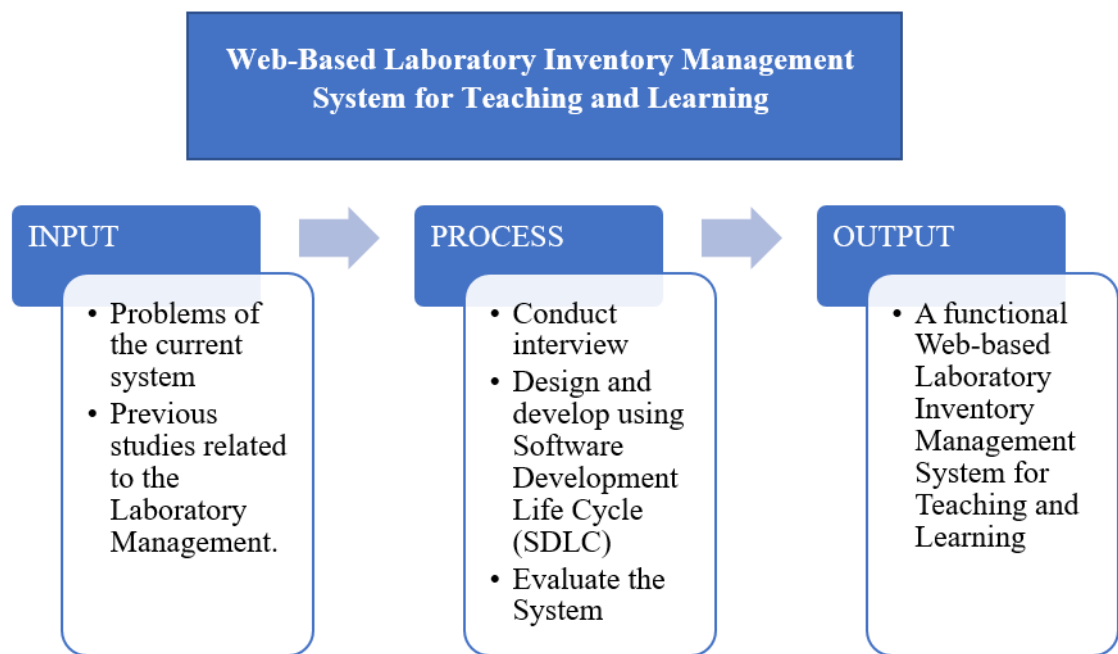 Web-Based Laboratory Inventory Management
System for Teaching and Learning
INPUT
• Problems of
the current
system
• Previous
studies related
to the
Laboratory
Management.
PROCESS
• Conduct
interview
• Design and
develop using
Software
Development
Life Cycle
(SDLC)
• Evaluate the
System
OUTPUT
• A functional
Web-based
Laboratory
Inventory
Management
System for
Teaching and
Learning